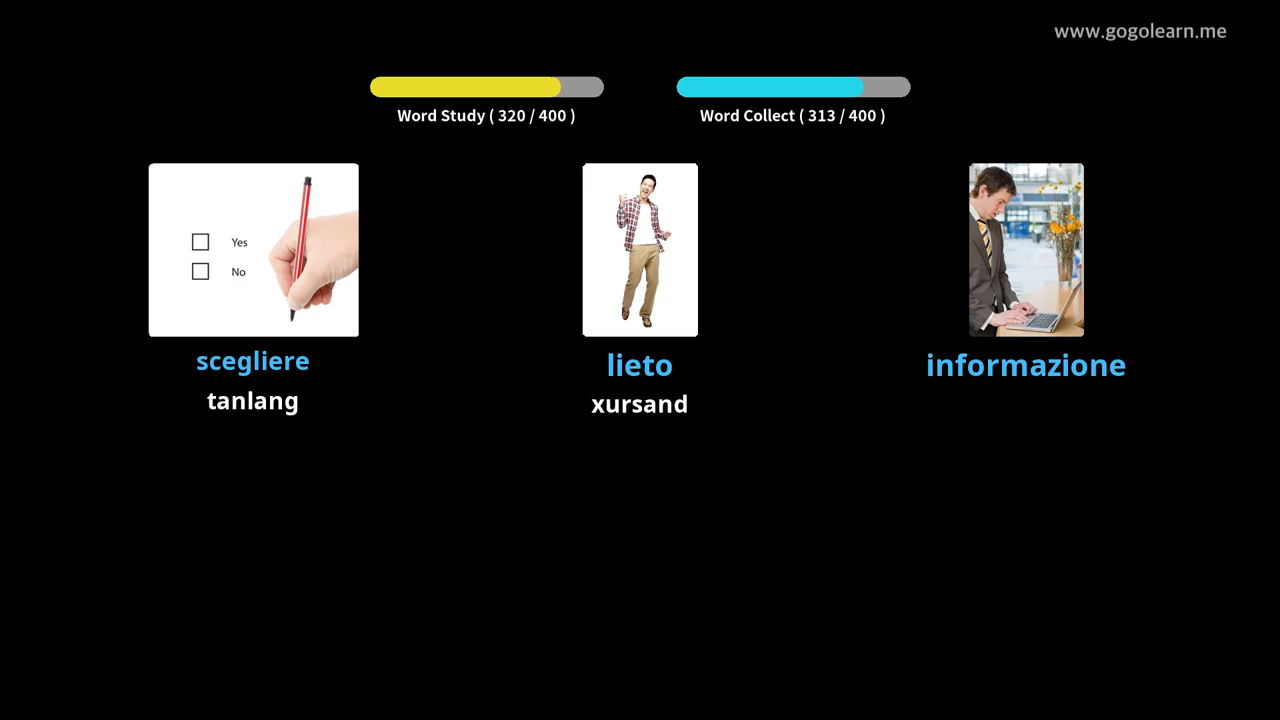 www.gogolearn.me
Word Study ( 320 / 400 )
Word Collect ( 313 / 400 )
Yes
No
scegliere
tanlang
lieto
xursand
informazione